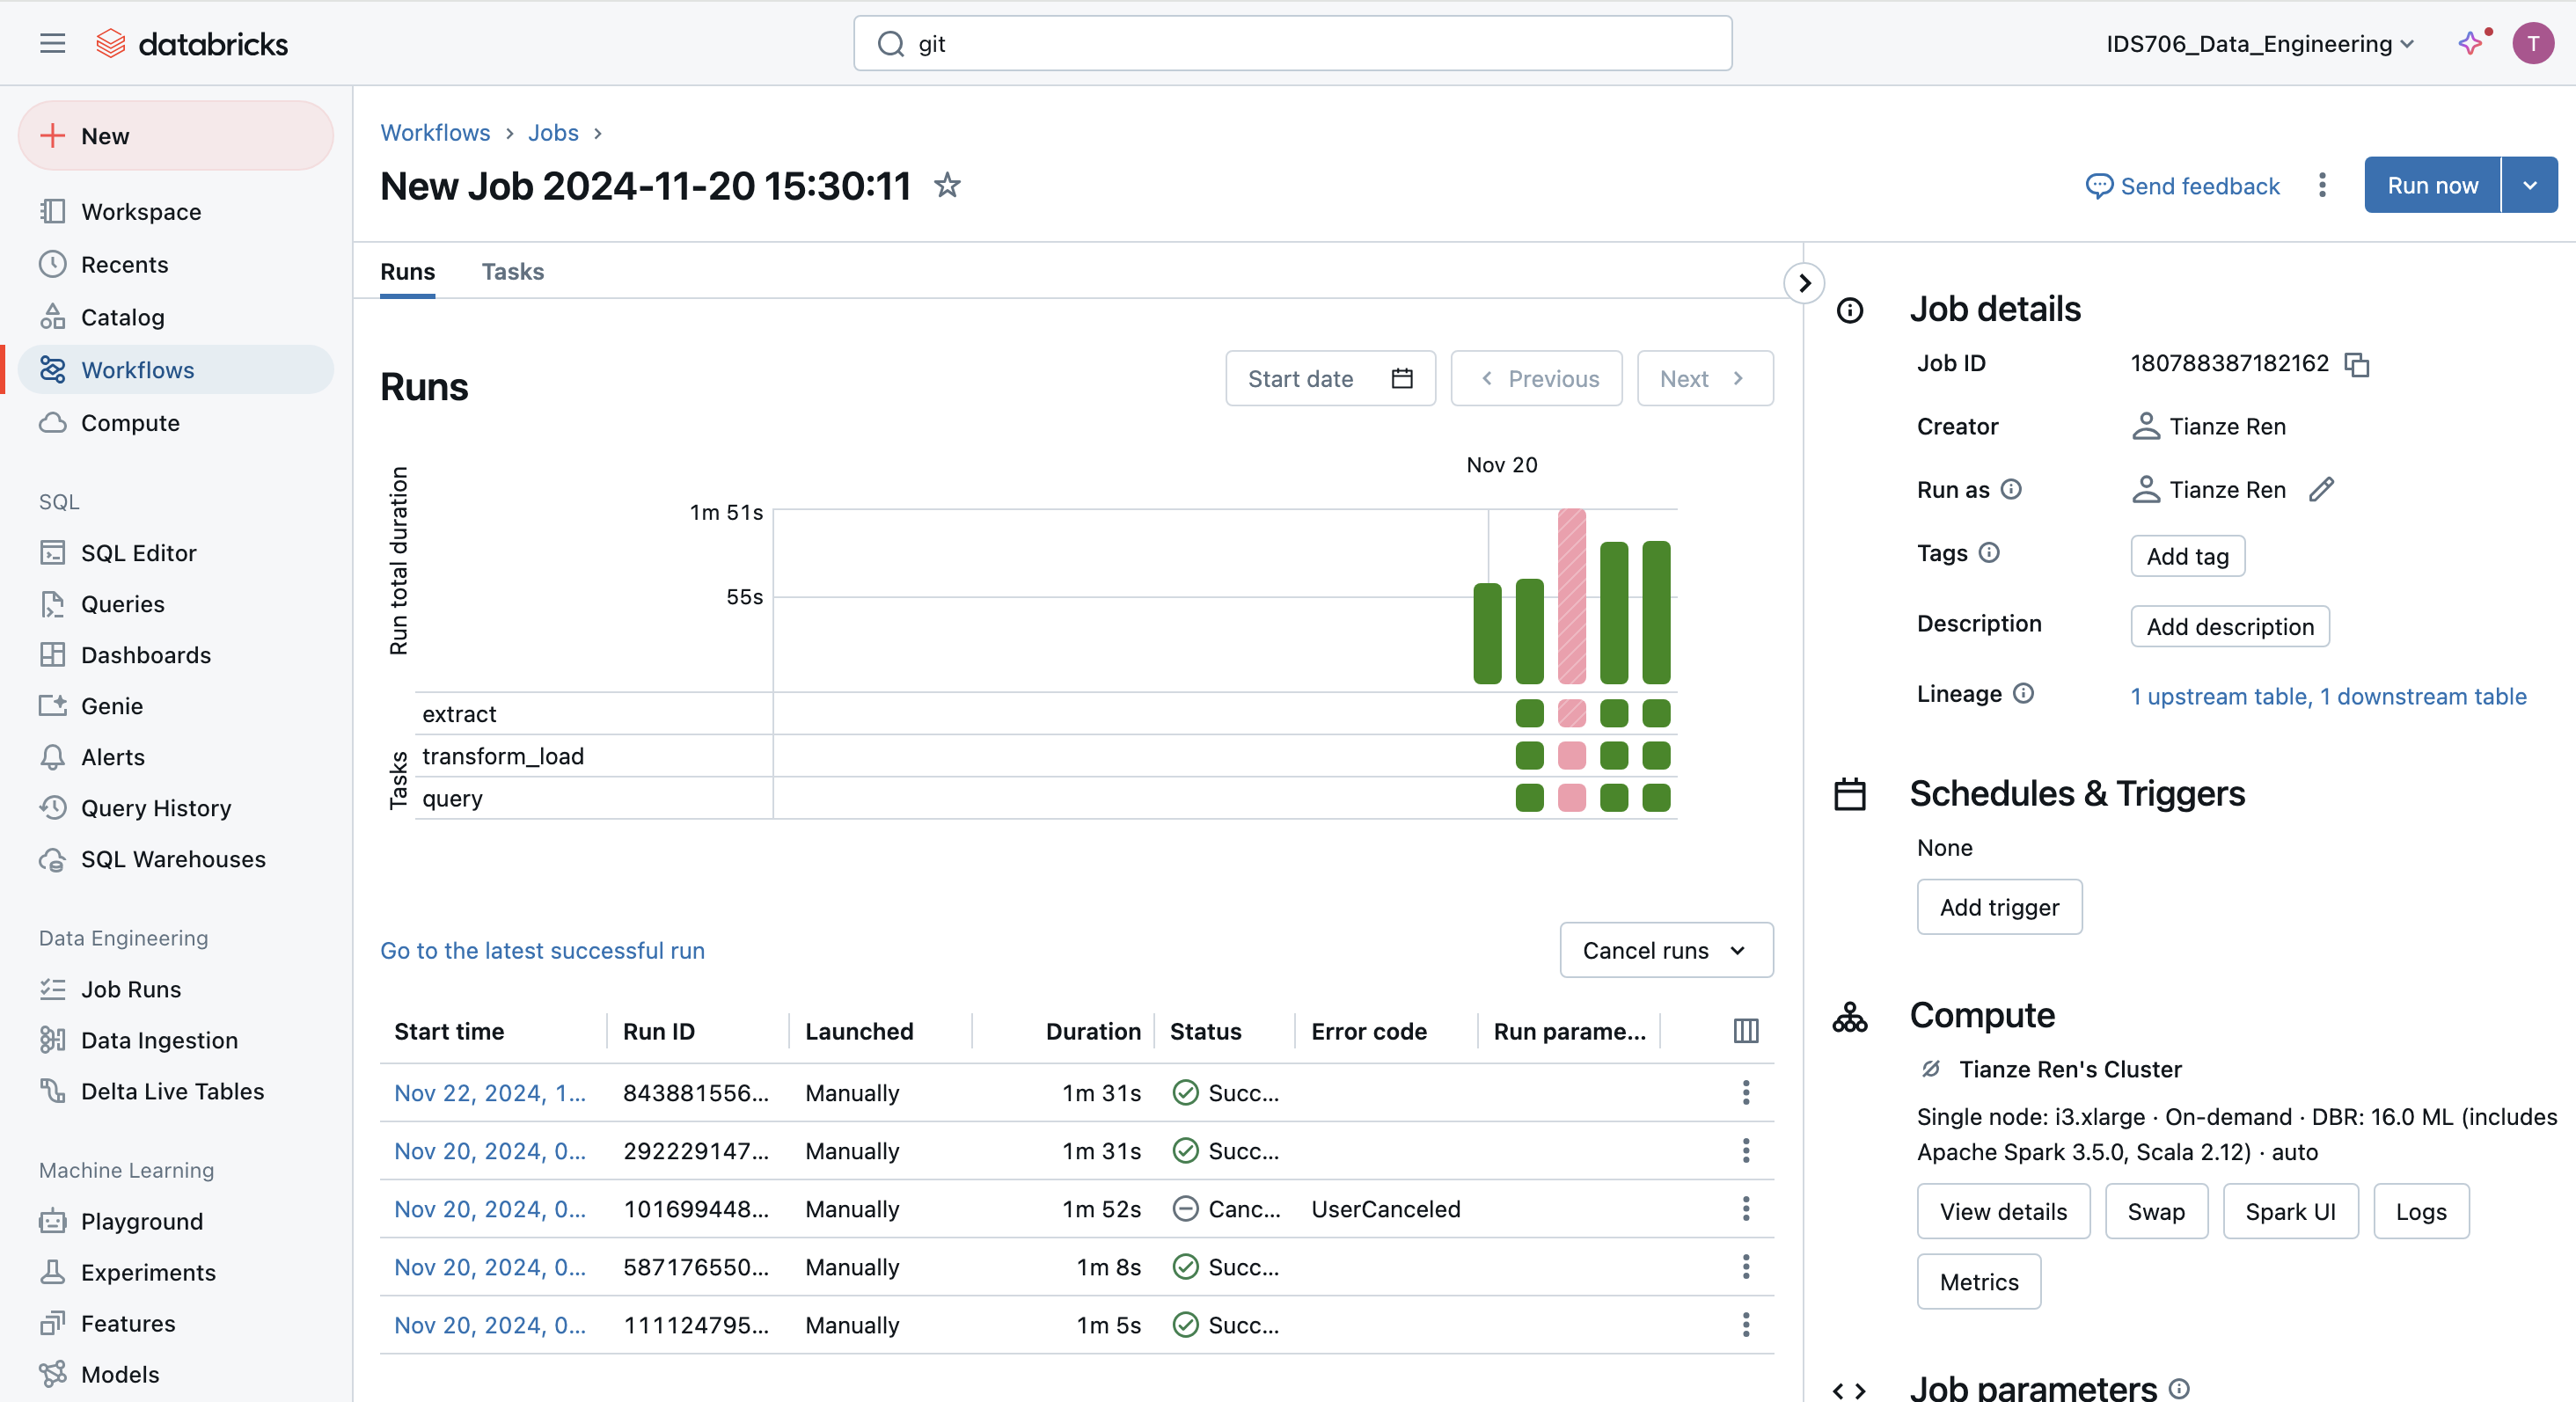 databricks
git
IDS706_Data_Engineering
T
New
Workspace
Recents
Catalog
Workflows
Compute
SQL
SQL Editor
Queries
Dashboards
Genie
Alerts
Query History
SQL Warehouses
Data Engineering
Job Runs
Data Ingestion
Delta Live Tables
Machine Learning
Playground
Experiments
Features
Models
Workflows > Jobs >
New Job 2024-11-20 15:30:11
Send feedback
Run now
Runs Tasks
Runs
Start date
Previous
Next
Nov 20
Run total duration
1m 51s
55s
Tasks
extract
transform_load
query
Go to the latest successful run
Cancel runs
Start time Run ID Launched Duration Status Error code Run parame...
Nov 22, 2024, 1... 843881556... Manually 1m 31s Succ...
Nov 20, 2024, 0... 292229147... Manually 1m 31s Succ...
Nov 20, 2024, 0... 101699448... Manually 1m 52s Canc... UserCanceled
Nov 20, 2024, 0... 587176550... Manually 1m 8s Succ...
Nov 20, 2024, 0... 111124795... Manually 1m 5s Succ...
Job details
Job ID 180788387182162
Creator Tianze Ren
Run as Tianze Ren
Tags Add tag
Description Add description
Lineage 1 upstream table, 1 downstream table
Schedules & Triggers
None
Add trigger
Compute
Tianze Ren's Cluster
Single node: i3.xlarge · On-demand · DBR: 16.0 ML (includes
Apache Spark 3.5.0, Scala 2.12) · auto
View details Swap Spark UI Logs
Metrics
Job parameters